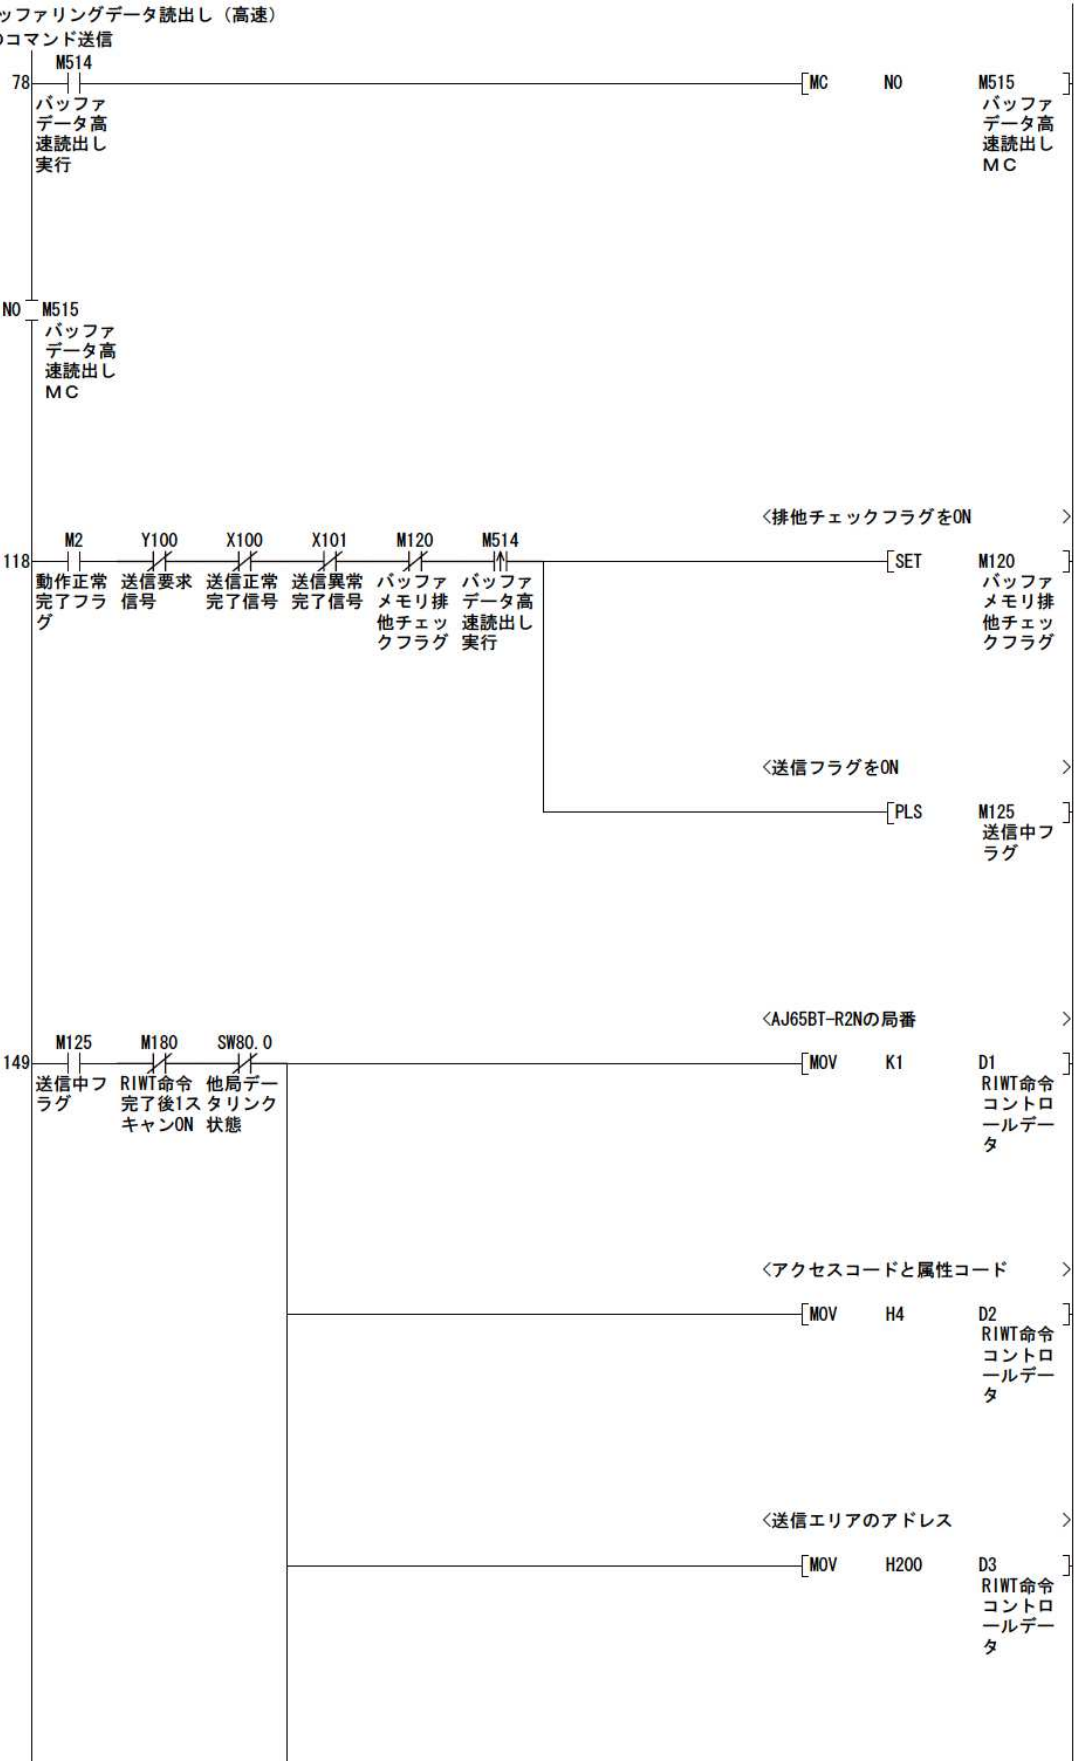 ッファリングデータ読出し（高速）
のコマンド送信
M514
78 [MC N0 M515 ]
バッファ バッファ
データ高 データ高
速読出し 速読出し
実行 ＭＣ
N0 M515
バッファ
データ高
速読出し
ＭＣ
<排他チェックフラグをON >
M2 Y100 X100 X101 M120 M514
118 [SET M120 ]
動作正常 送信要求 送信正常 送信異常 バッファ バッファ バッファ
完了フラ 信号 完了信号 完了信号 メモリ排 データ高 メモリ排
グ 他チェッ 速読出し 他チェッ
クフラグ 実行 クフラグ
<送信フラグをON >
[PLS M125 ]
送信中フ
ラグ
<AJ65BT-R2Nの局番 >
M125 M180 SW80.0
149 [MOV K1 D1 ]
送信中フ RIWT命令 他局デー RIWT命令
ラグ 完了後1ス タリンク コントロ
キャンON 状態 ールデー
タ
<アクセスコードと属性コード >
[MOV H4 D2 ]
RIWT命令
コントロ
ールデー
タ
<送信エリアのアドレス >
[MOV H200 D3 ]
RIWT命令
コントロ
ールデー
タ